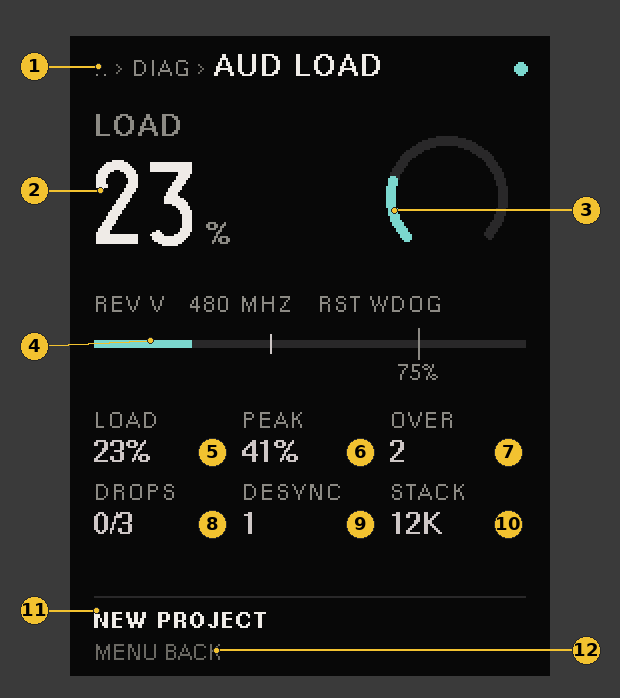 1 .. > DIAG > AUD LOAD
LOAD
2 23 %
3
REV V 480 MHZ RST WDOG
4
75%
LOAD PEAK OVER
23% 5 41% 6 2 7
DROPS DESYNC STACK
0/3 8 1 9 12K 10
11 NEW PROJECT
MENU BACK 12